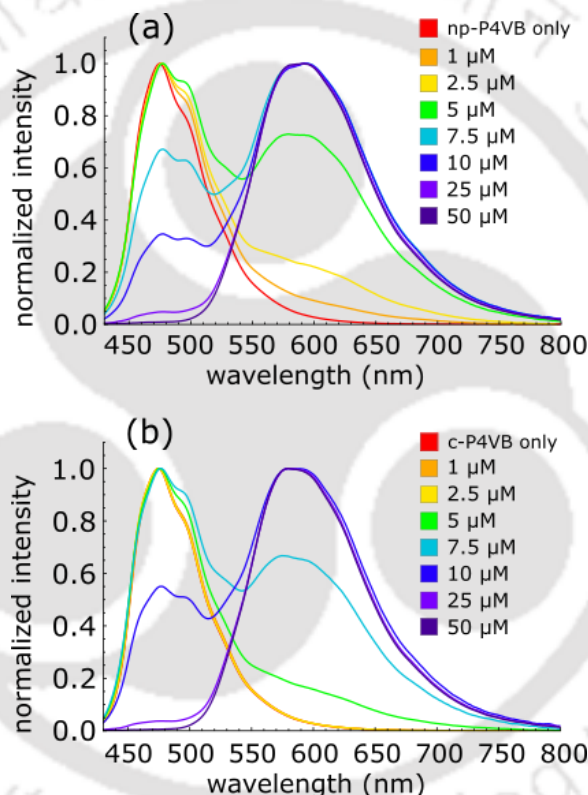 (a)
np-P4VB only
1 µM
2.5 µM
5 µM
7.5 µM
10 µM
25 µM
50 µM
normalized intensity
1.0
0.8
0.6
0.4
0.2
0.0
450 500 550 600 650 700 750 800
wavelength (nm)
(b)
c-P4VB only
1 µM
2.5 µM
5 µM
7.5 µM
10 µM
25 µM
50 µM
normalized intensity
1.0
0.8
0.6
0.4
0.2
0.0
450 500 550 600 650 700 750 800
wavelength (nm)